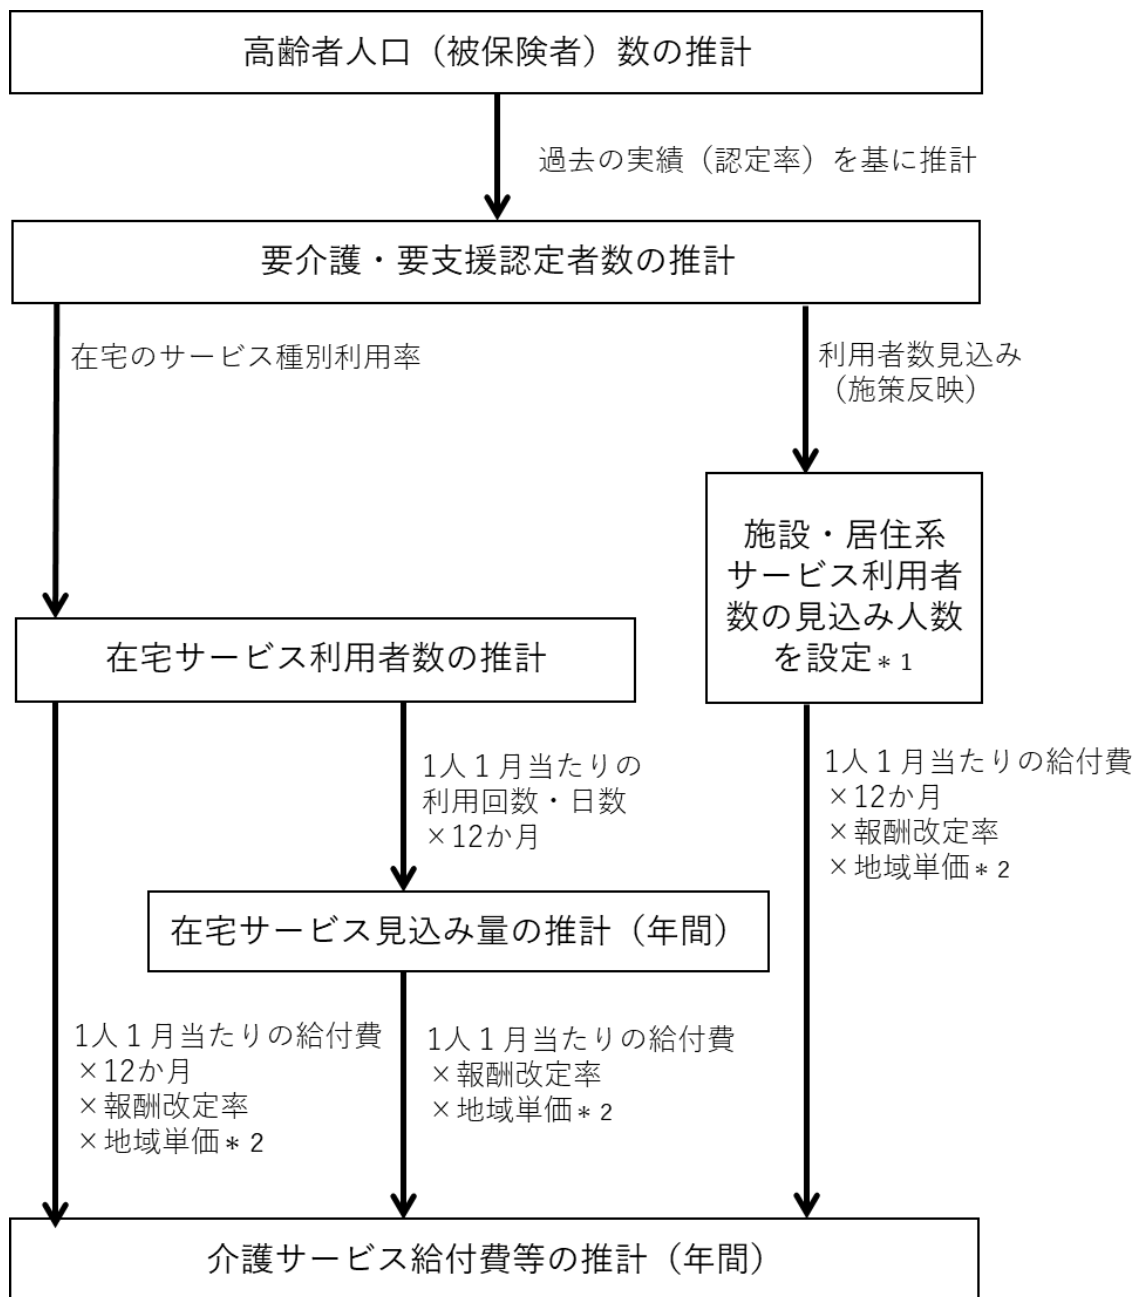 高齢者人口（被保険者）数の推計
過去の実績（認定率）を基に推計
要介護・要支援認定者数の推計
在宅のサービス種別利用率
利用者数見込み
（施策反映）
施設・居住系
サービス利用者
数の見込み人数
を設定＊1
在宅サービス利用者数の推計
1人１月当たりの
利用回数・日数
×12か月
1人１月当たりの給付費
×12か月
×報酬改定率
×地域単価＊2
在宅サービス見込み量の推計（年間）
1人１月当たりの給付費
×12か月
×報酬改定率
×地域単価＊2
1人１月当たりの給付費
×報酬改定率
×地域単価＊2
介護サービス給付費等の推計（年間）